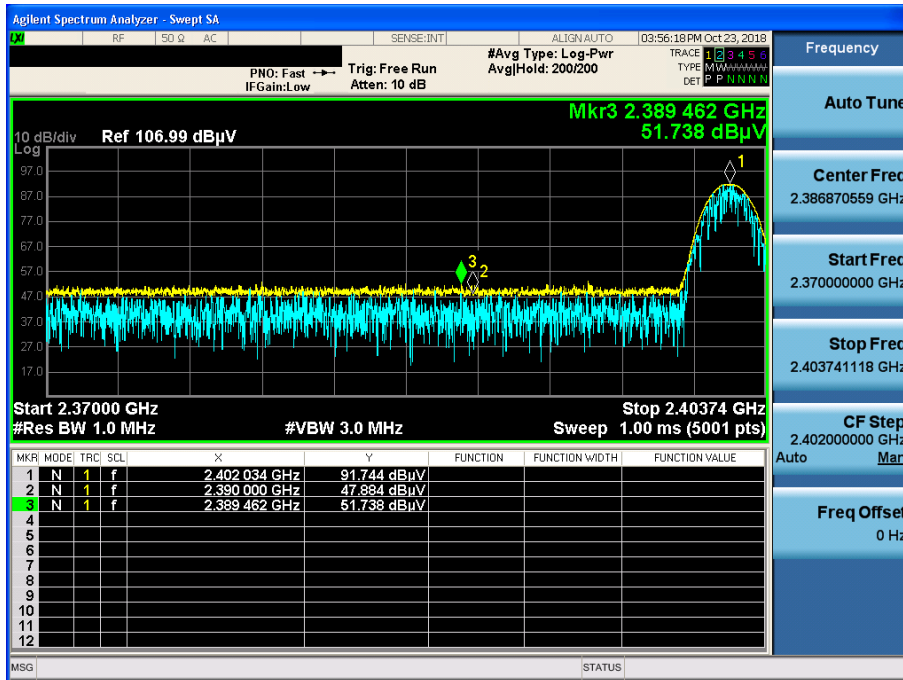 Agilent Spectrum Analyzer - Swept SA
LXI RF 50 Ω AC SENSE:INT ALIGN AUTO 03:56:18 PM Oct 23, 2018
Frequency
PNO: Fast Trig: Free Run #Avg Type: Log-Pwr TRACE 1 2 3 4 5 6
IFGain:Low Atten: 10 dB Avg|Hold: 200/200 TYPE M WWWWW
DET P P N N N N
Auto Tune
Mkr3 2.389 462 GHz
51.738 dBµV
10 dB/div Ref 106.99 dBµV
Log
97.0
87.0
77.0
67.0
57.0
47.0
37.0
27.0
17.0
1
3
2
Center Freq
2.386870559 GHz
Start Freq
2.370000000 GHz
Stop Freq
2.403741118 GHz
Start 2.37000 GHz Stop 2.40374 GHz
#Res BW 1.0 MHz #VBW 3.0 MHz Sweep 1.00 ms (5001 pts)
CF Step
2.402000000 GHz
Auto Man
Freq Offset
0 Hz
MKR MODE TRC SCL X Y FUNCTION FUNCTION WIDTH FUNCTION VALUE
1 N 1 f 2.402 034 GHz 91.744 dBµV
2 N 1 f 2.390 000 GHz 47.884 dBµV
3 N 1 f 2.389 462 GHz 51.738 dBµV
4
5
6
7
8
9
10
11
12
MSG STATUS